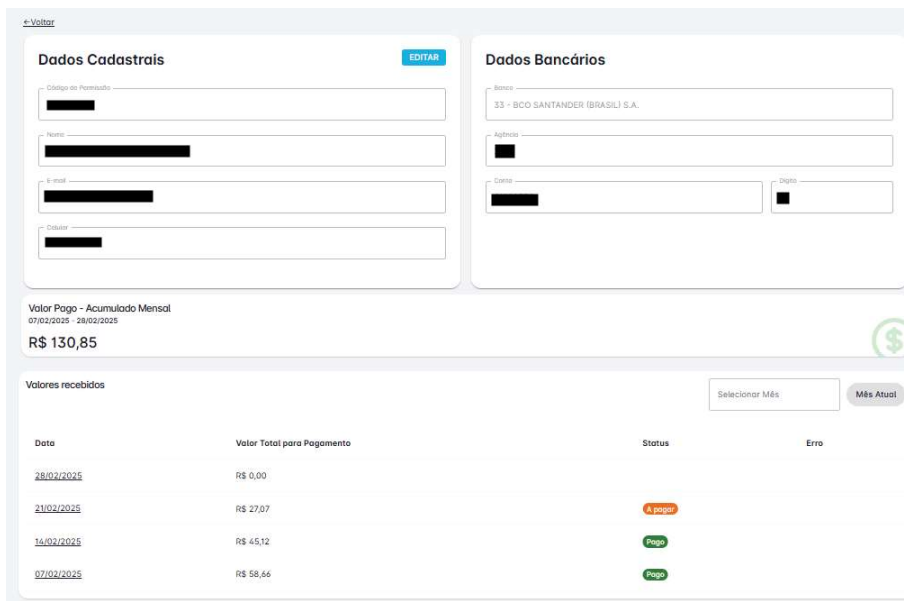 ←Voltar
Dados Cadastrais
EDITAR
Código da Permissão
Nome
E-mail
Celular
Dados Bancários
Banco
33 - BCO SANTANDER (BRASIL) S.A.
Agência
Conta
Dígito
Valor Pago - Acumulado Mensal
07/02/2025 - 28/02/2025
R$ 130,85
Valores recebidos
Selecionar Mês
Mês Atual
Data Valor Total para Pagamento Status Erro
28/02/2025 R$ 0,00
21/02/2025 R$ 27,07 A pagar
14/02/2025 R$ 45,12 Pago
07/02/2025 R$ 58,66 Pago